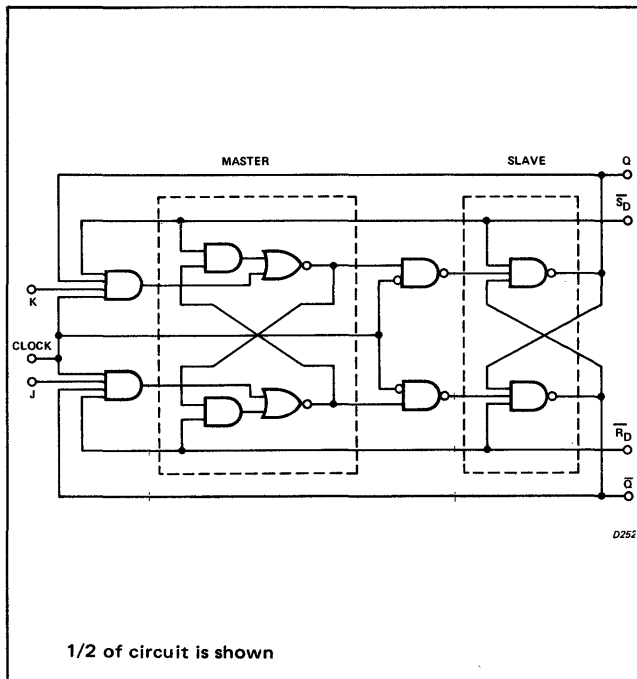 MASTER
SLAVE
Q
S̅D̅
K
CLOCK
J
R̅D̅
Q̅
D252
1/2 of circuit is shown